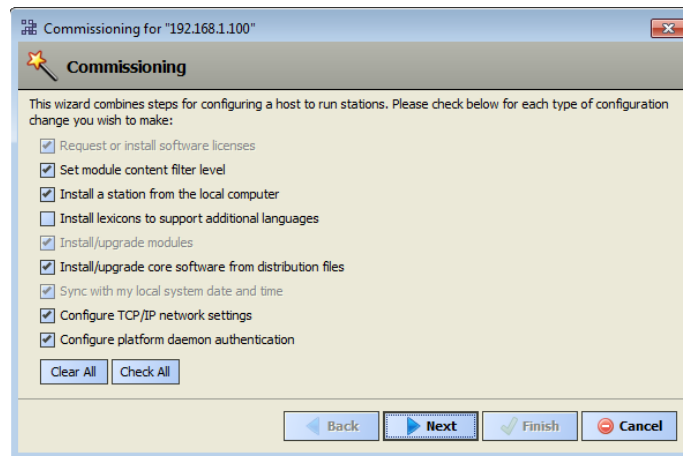 Commissioning for "192.168.1.100"
Commissioning
This wizard combines steps for configuring a host to run stations. Please check below for each type of configuration
change you wish to make:
Request or install software licenses
Set module content filter level
Install a station from the local computer
Install lexicons to support additional languages
Install/upgrade modules
Install/upgrade core software from distribution files
Sync with my local system date and time
Configure TCP/IP network settings
Configure platform daemon authentication
Clear All Check All
Back Next Finish Cancel